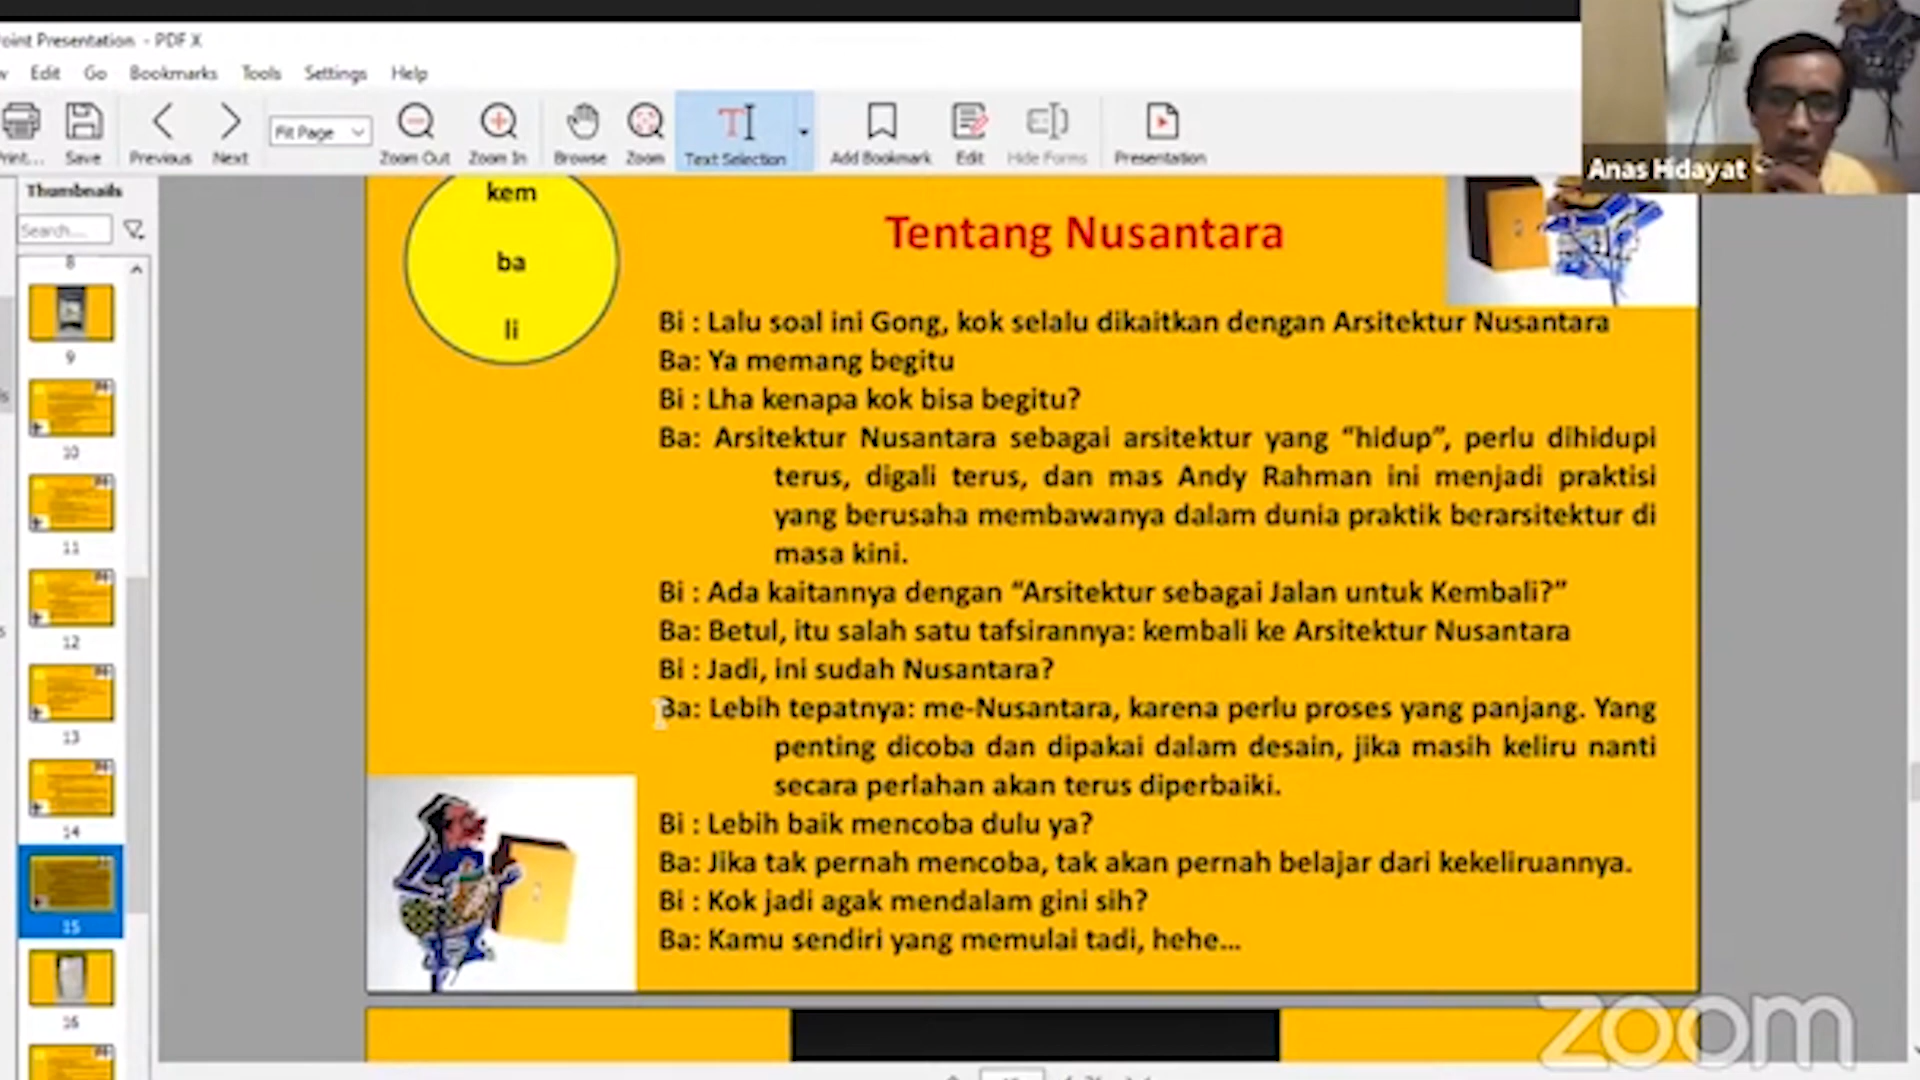 Presentation - PDF X
Edit Go Bookmarks Tools Settings Help
Save Previous Next Fit Page Zoom Out Zoom In Browse Zoom Text Selection Add Bookmark Edit Hide Forms Presentation
Anas Hidayat
Thumbnails
Search...
8
9
10
11
12
13
14
15
16
kem
ba
li
Tentang Nusantara
Bi : Lalu soal ini Gong, kok selalu dikaitkan dengan Arsitektur Nusantara
Ba: Ya memang begitu
Bi : Lha kenapa kok bisa begitu?
Ba: Arsitektur Nusantara sebagai arsitektur yang “hidup”, perlu dihidupi
terus, digali terus, dan mas Andy Rahman ini menjadi praktisi
yang berusaha membawanya dalam dunia praktik berarsitektur di
masa kini.
Bi : Ada kaitannya dengan “Arsitektur sebagai Jalan untuk Kembali?”
Ba: Betul, itu salah satu tafsirannya: kembali ke Arsitektur Nusantara
Bi : Jadi, ini sudah Nusantara?
Ba: Lebih tepatnya: me-Nusantara, karena perlu proses yang panjang. Yang
penting dicoba dan dipakai dalam desain, jika masih keliru nanti
secara perlahan akan terus diperbaiki.
Bi : Lebih baik mencoba dulu ya?
Ba: Jika tak pernah mencoba, tak akan pernah belajar dari kekeliruannya.
Bi : Kok jadi agak mendalam gini sih?
Ba: Kamu sendiri yang memulai tadi, hehe...
zoom